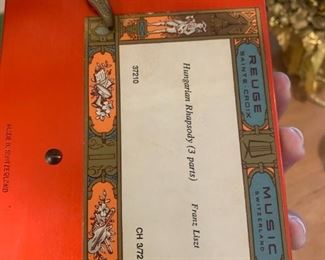 REUGE
SAINTE-CROIX
MUSIC
SWITZERLAND
37210
Hungarian Rhapsody (3 parts) Franz Liszt
CH 3/72
MADE IN SWITZERLAND